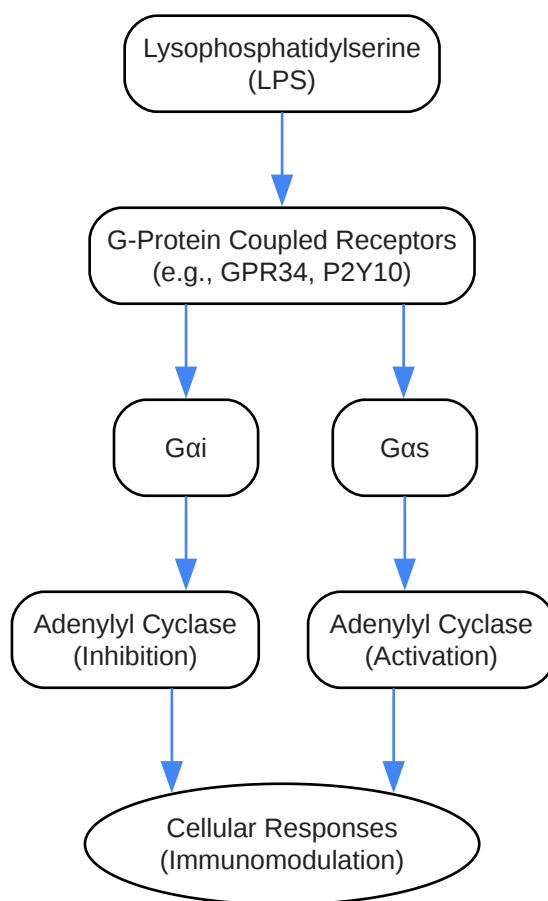 Lysophosphatidylserine
(LPS)
G-Protein Coupled Receptors
(e.g., GPR34, P2Y10)
Gαi
Gαs
Adenylyl Cyclase
(Inhibition)
Adenylyl Cyclase
(Activation)
Cellular Responses
(Immunomodulation)